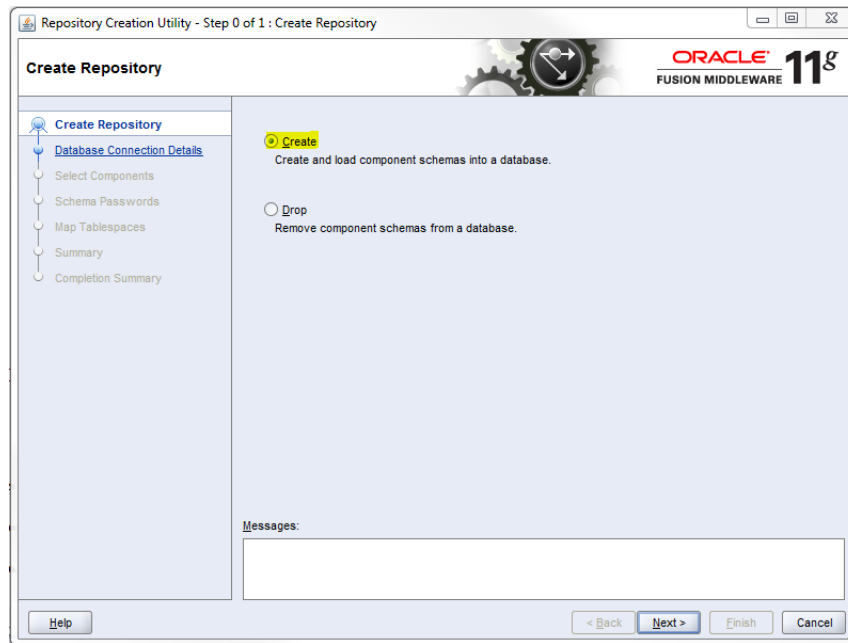 Repository Creation Utility - Step 0 of 1 : Create Repository
Create Repository
ORACLE
FUSION MIDDLEWARE
11g
Create Repository
Database Connection Details
Select Components
Schema Passwords
Map Tablespaces
Summary
Completion Summary
Create
Create and load component schemas into a database.
Drop
Remove component schemas from a database.
Messages:
Help
< Back
Next >
Finish
Cancel